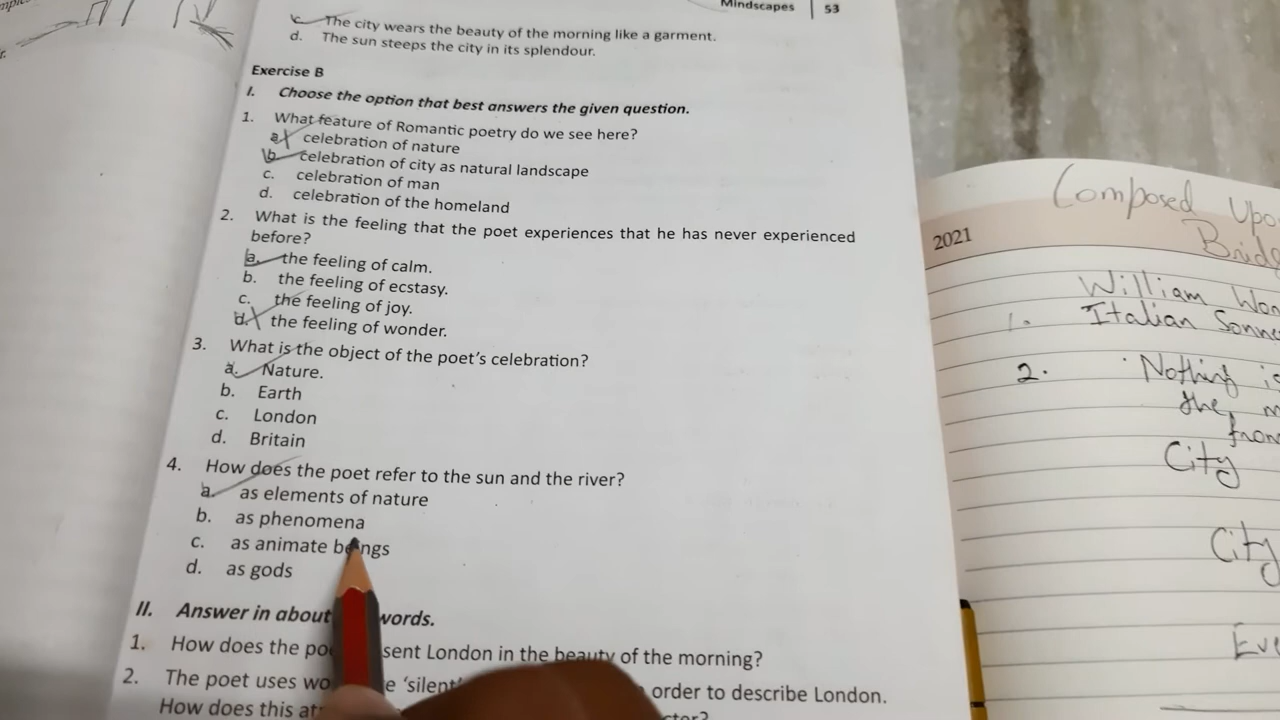 Mindscapes | 53
c. The city wears the beauty of the morning like a garment.
d. The sun steeps the city in its splendour.
Exercise B
I. Choose the option that best answers the given question.
1. What feature of Romantic poetry do we see here?
a. celebration of nature
b. celebration of city as natural landscape
c. celebration of man
d. celebration of the homeland
2. What is the feeling that the poet experiences that he has never experienced
before?
a. the feeling of calm.
b. the feeling of ecstasy.
c. the feeling of joy.
d. the feeling of wonder.
3. What is the object of the poet's celebration?
a. Nature.
b. Earth
c. London
d. Britain
4. How does the poet refer to the sun and the river?
a. as elements of nature
b. as phenomena
c. as animate beings
d. as gods
II. Answer in about words.
1. How does the sent London in the beauty of the morning?
2. The poet uses 'silent' order to describe London.
How does this
Composed Upo
Bridg
2021
William Wor
1. Italian Sonn
2. Nothing is
the
from
City
City
Eve